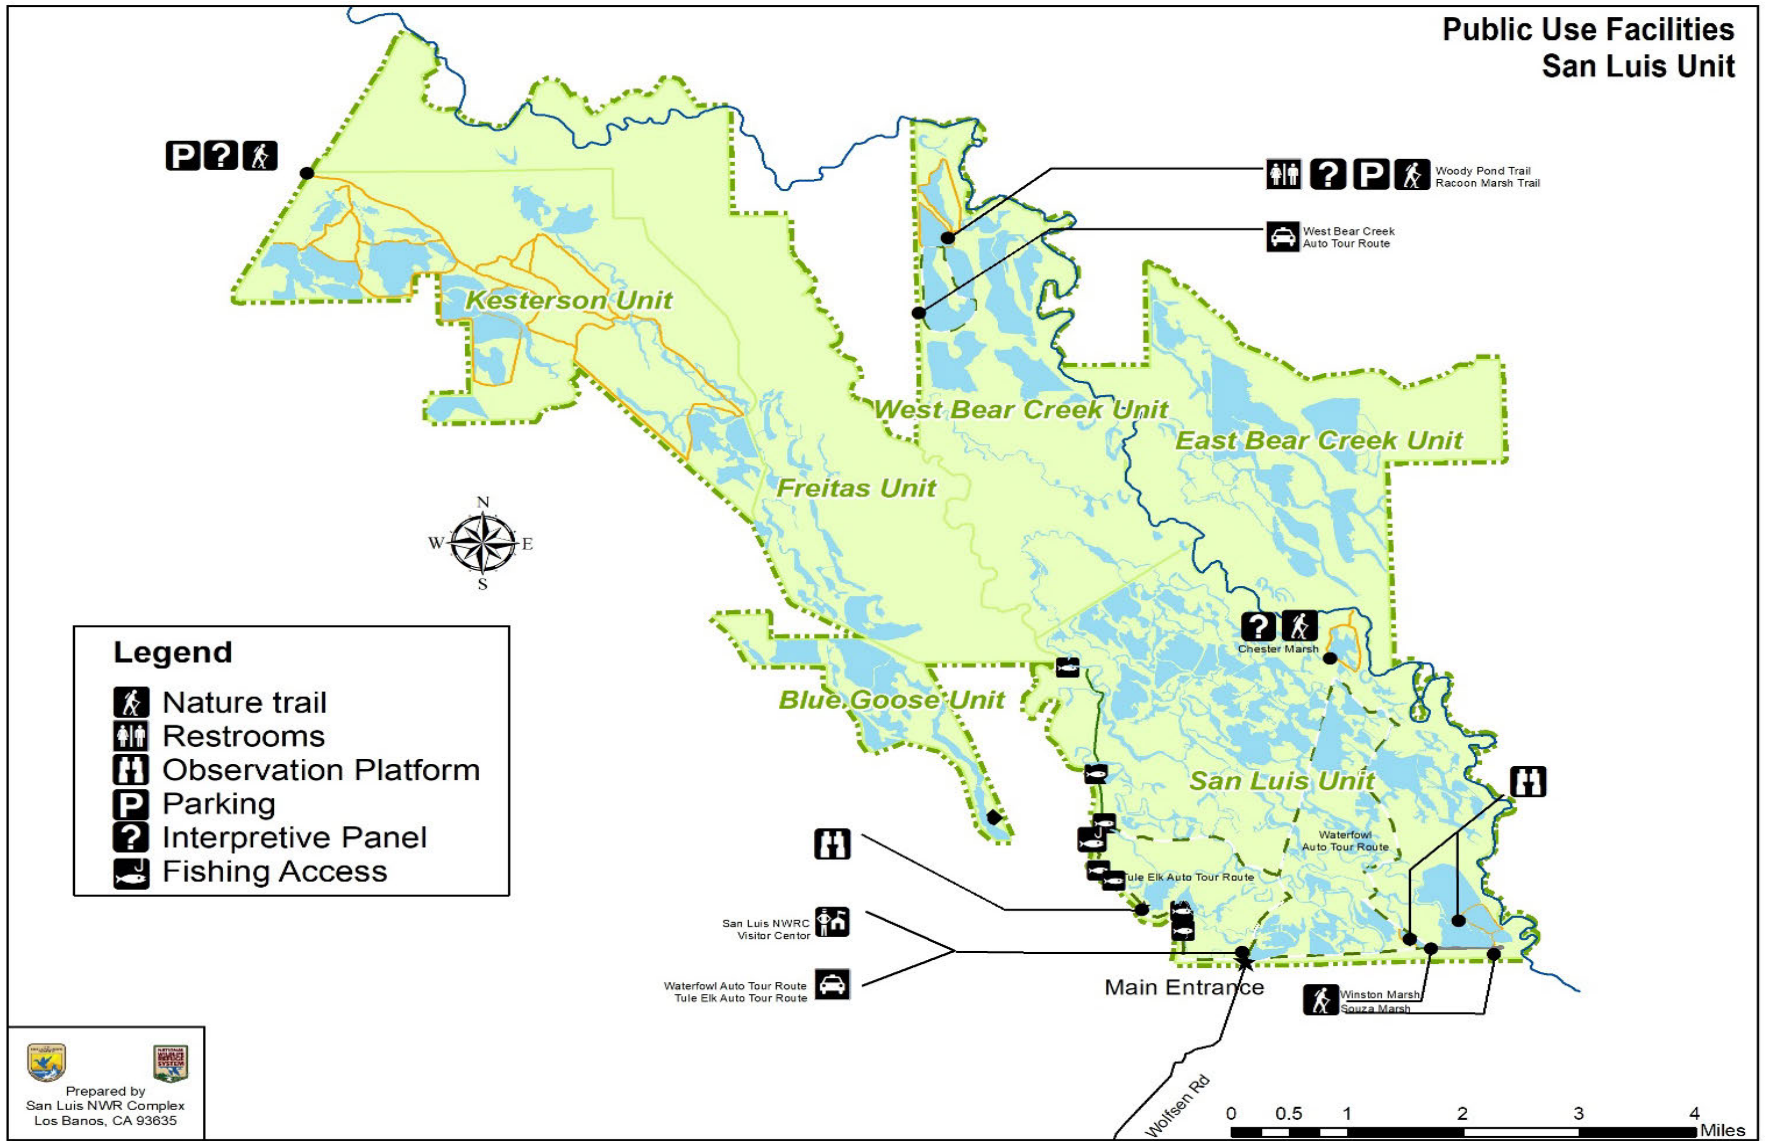 Public Use Facilities
San Luis Unit
P ?
? P
Woody Pond Trail
Racoon Marsh Trail
West Bear Creek
Auto Tour Route
Kesterson Unit
West Bear Creek Unit
East Bear Creek Unit
Freitas Unit
N
W E
S
?
Chester Marsh
Legend
Nature trail
Restrooms
Observation Platform
P Parking
? Interpretive Panel
Fishing Access
Blue Goose Unit
San Luis Unit
Waterfowl
Auto Tour Route
Tule Elk Auto Tour Route
San Luis NWRC
Visitor Centor
Waterfowl Auto Tour Route
Tule Elk Auto Tour Route
Main Entrance
Winston Marsh
Souza Marsh
Wolfsen Rd
Prepared by
San Luis NWR Complex
Los Banos, CA 93635
0 0.5 1 2 3 4
Miles